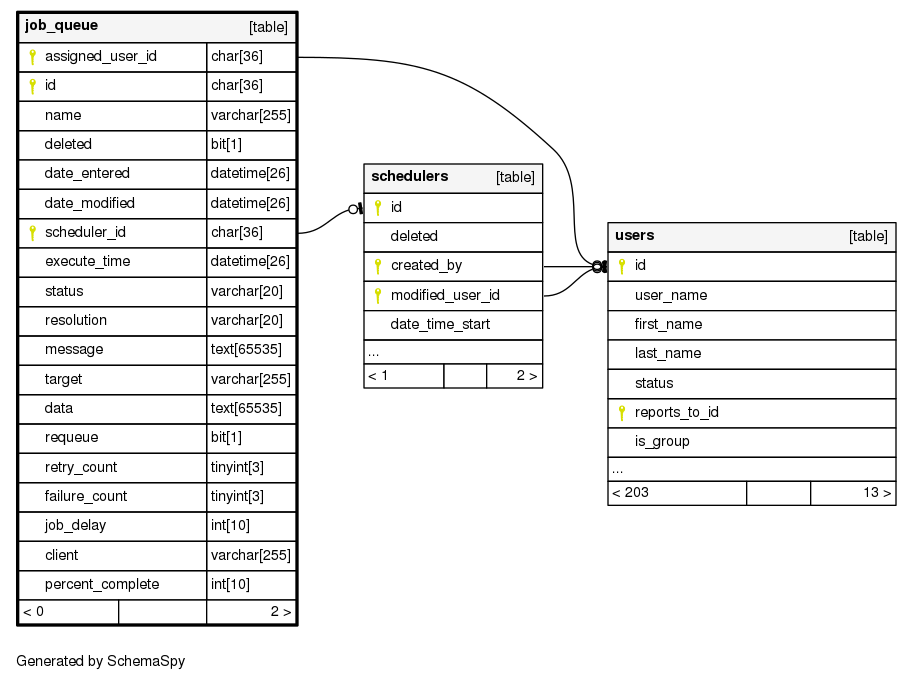 job_queue [table]
assigned_user_id char[36]
id char[36]
name varchar[255]
deleted bit[1]
date_entered datetime[26]
date_modified datetime[26]
scheduler_id char[36]
execute_time datetime[26]
status varchar[20]
resolution varchar[20]
message text[65535]
target varchar[255]
data text[65535]
requeue bit[1]
retry_count tinyint[3]
failure_count tinyint[3]
job_delay int[10]
client varchar[255]
percent_complete int[10]
< 0 2 >
schedulers [table]
id
deleted
created_by
modified_user_id
date_time_start
...
< 1 2 >
users [table]
id
user_name
first_name
last_name
status
reports_to_id
is_group
...
< 203 13 >
Generated by SchemaSpy